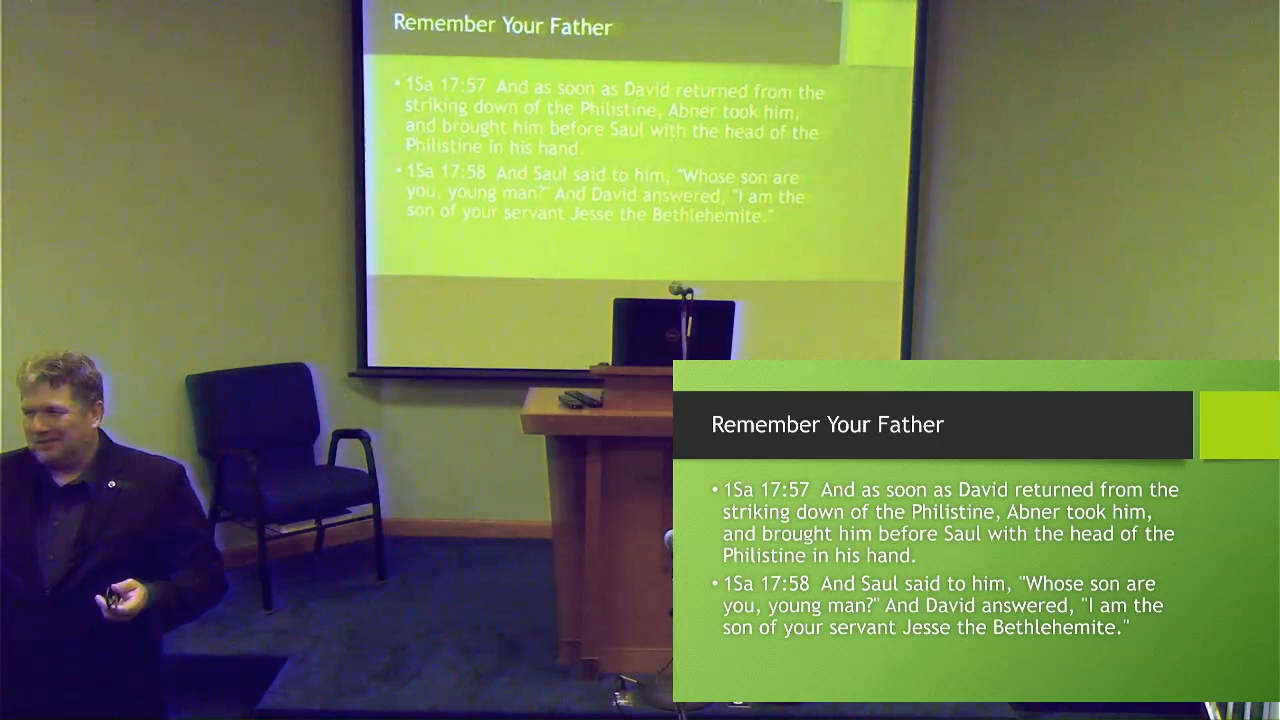 Remember Your Father
• 1Sa 17:57 And as soon as David returned from the
striking down of the Philistine, Abner took him,
and brought him before Saul with the head of the
Philistine in his hand.
• 1Sa 17:58 And Saul said to him, "Whose son are
you, young man?" And David answered, "I am the
son of your servant Jesse the Bethlehemite."
Remember Your Father
• 1Sa 17:57 And as soon as David returned from the
striking down of the Philistine, Abner took him,
and brought him before Saul with the head of the
Philistine in his hand.
• 1Sa 17:58 And Saul said to him, "Whose son are
you, young man?" And David answered, "I am the
son of your servant Jesse the Bethlehemite."